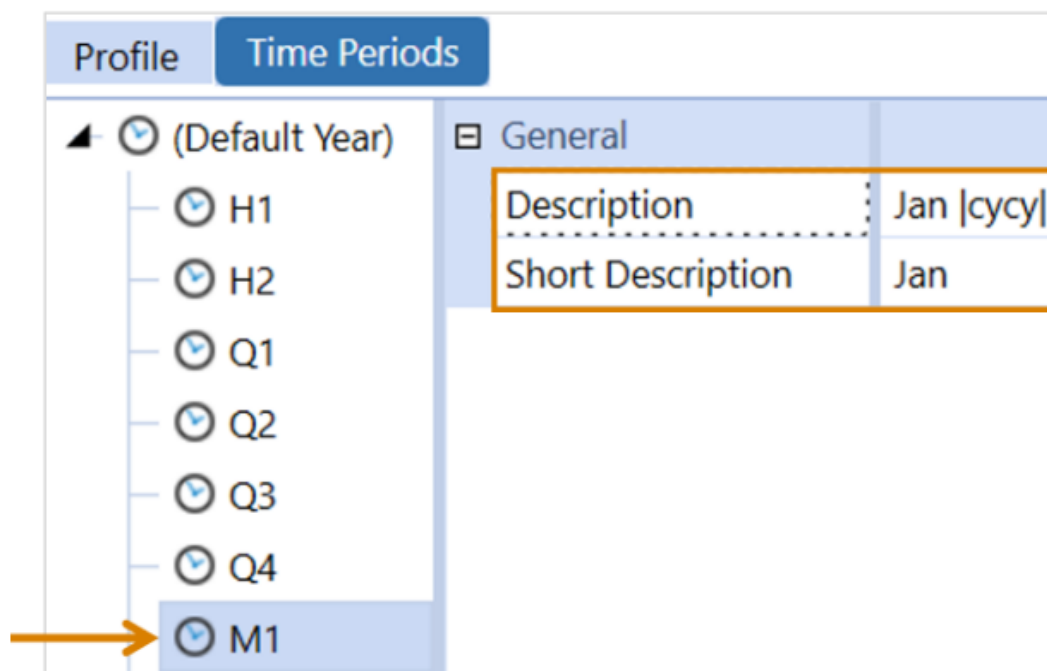 Profile Time Periods
(Default Year) General
H1 Description Jan |cycy|
H2 Short Description Jan
Q1
Q2
Q3
Q4
M1